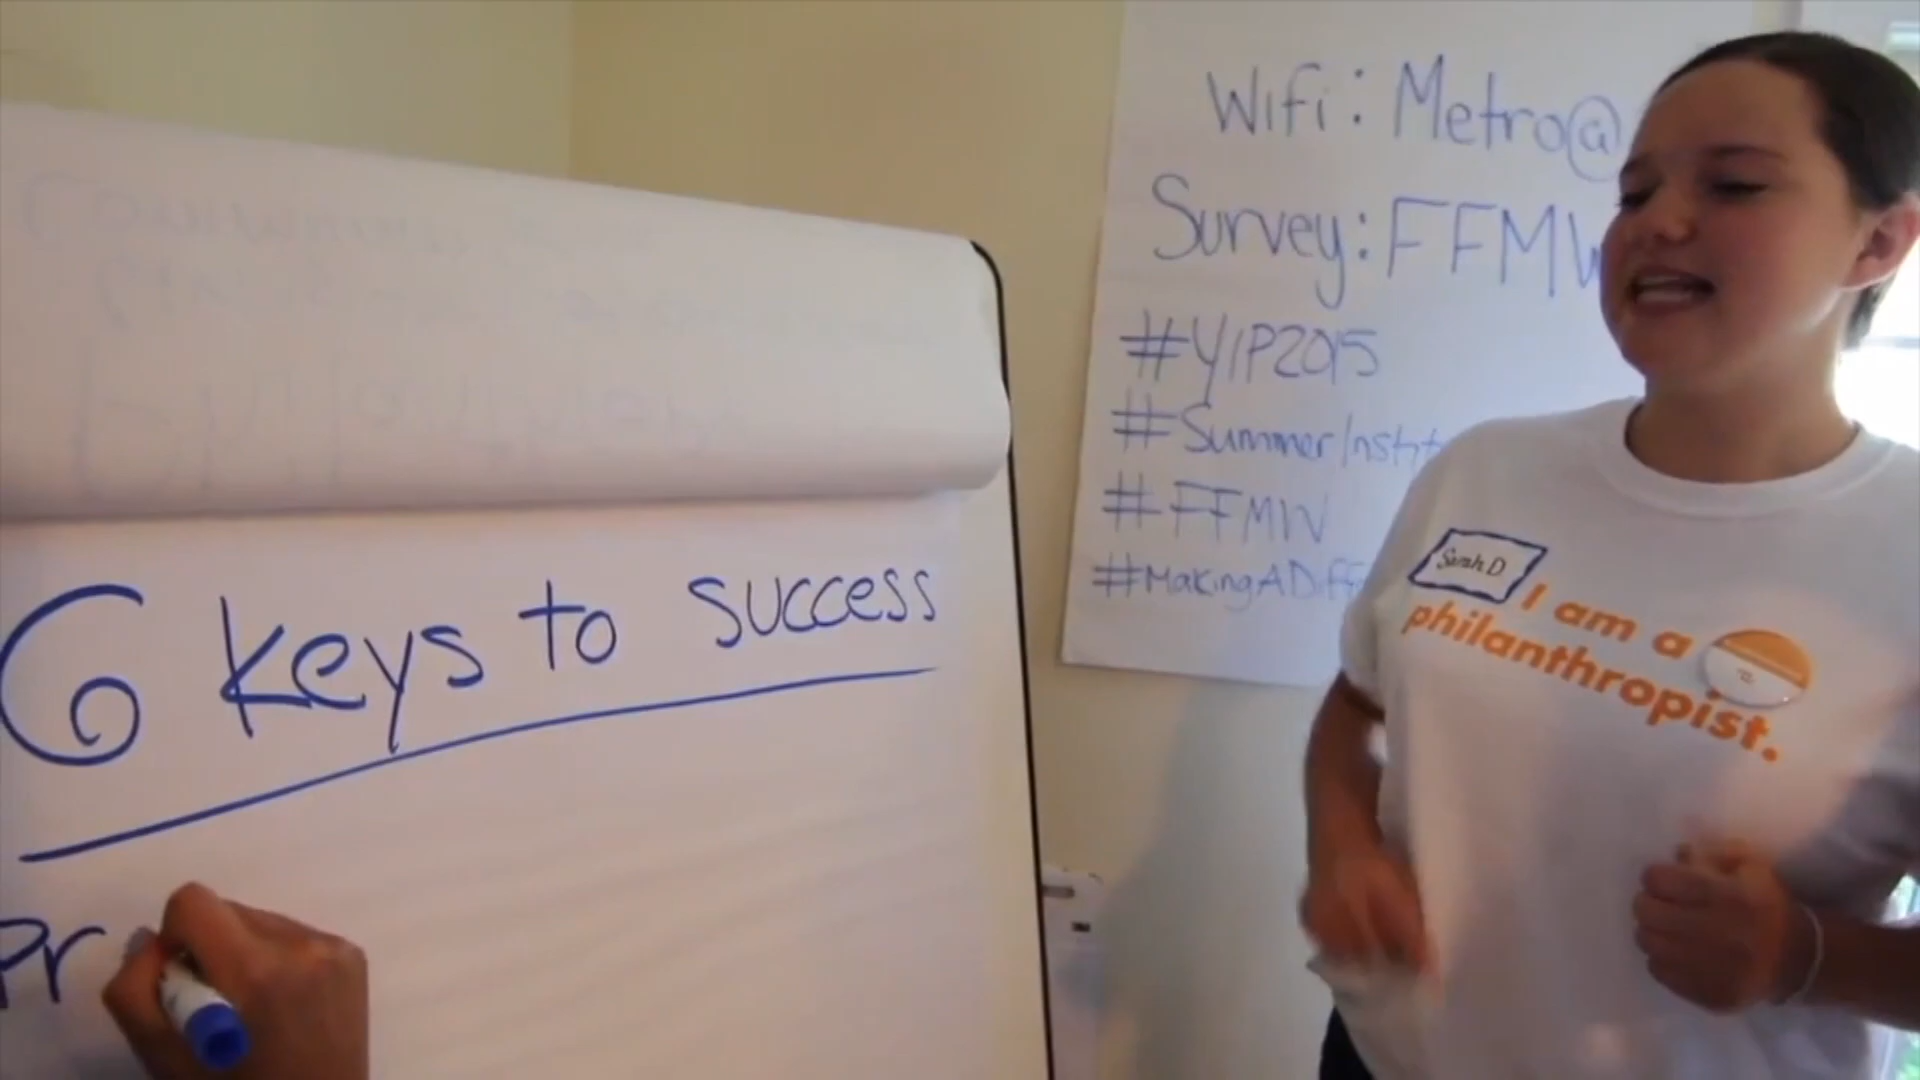 6 keys to success
Pr
Wifi: Metro@
Survey: FFMW
#YIP2015
#SummerInstit
#FFMW
#MakingADiff
Sarah D.
I am a
philanthropist.